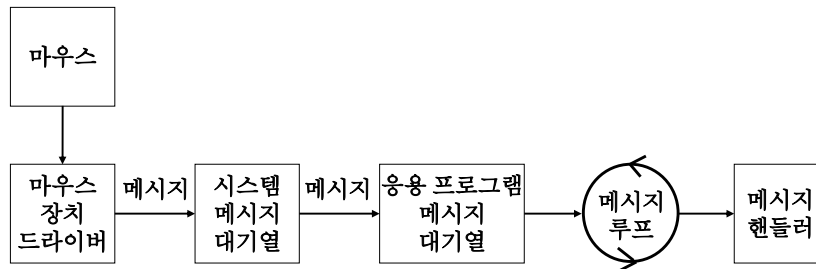 마우스
마우스
장치
드라이버
메시지
시스템
메시지
대기열
메시지
응용 프로그램
메시지
대기열
메시지
루프
메시지
핸들러